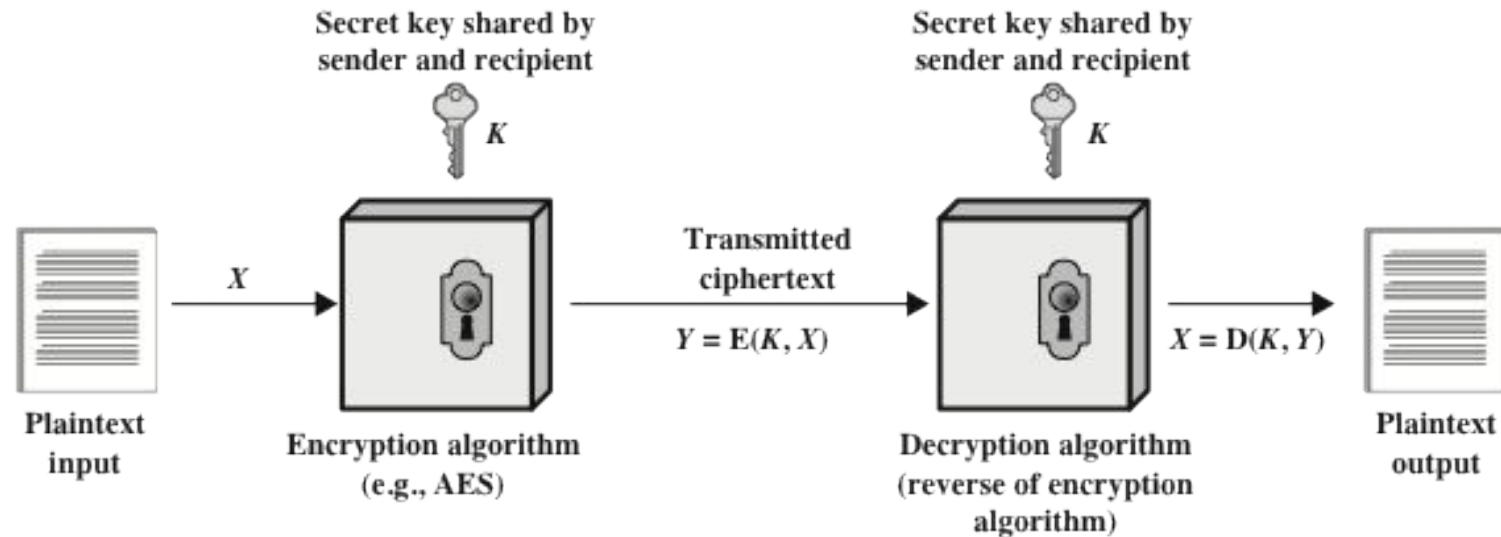 Secret key shared by
sender and recipient
K
Secret key shared by
sender and recipient
K
X
Transmitted
ciphertext
Y = E(K, X)
X = D(K, Y)
Plaintext
input
Encryption algorithm
(e.g., AES)
Decryption algorithm
(reverse of encryption
algorithm)
Plaintext
output